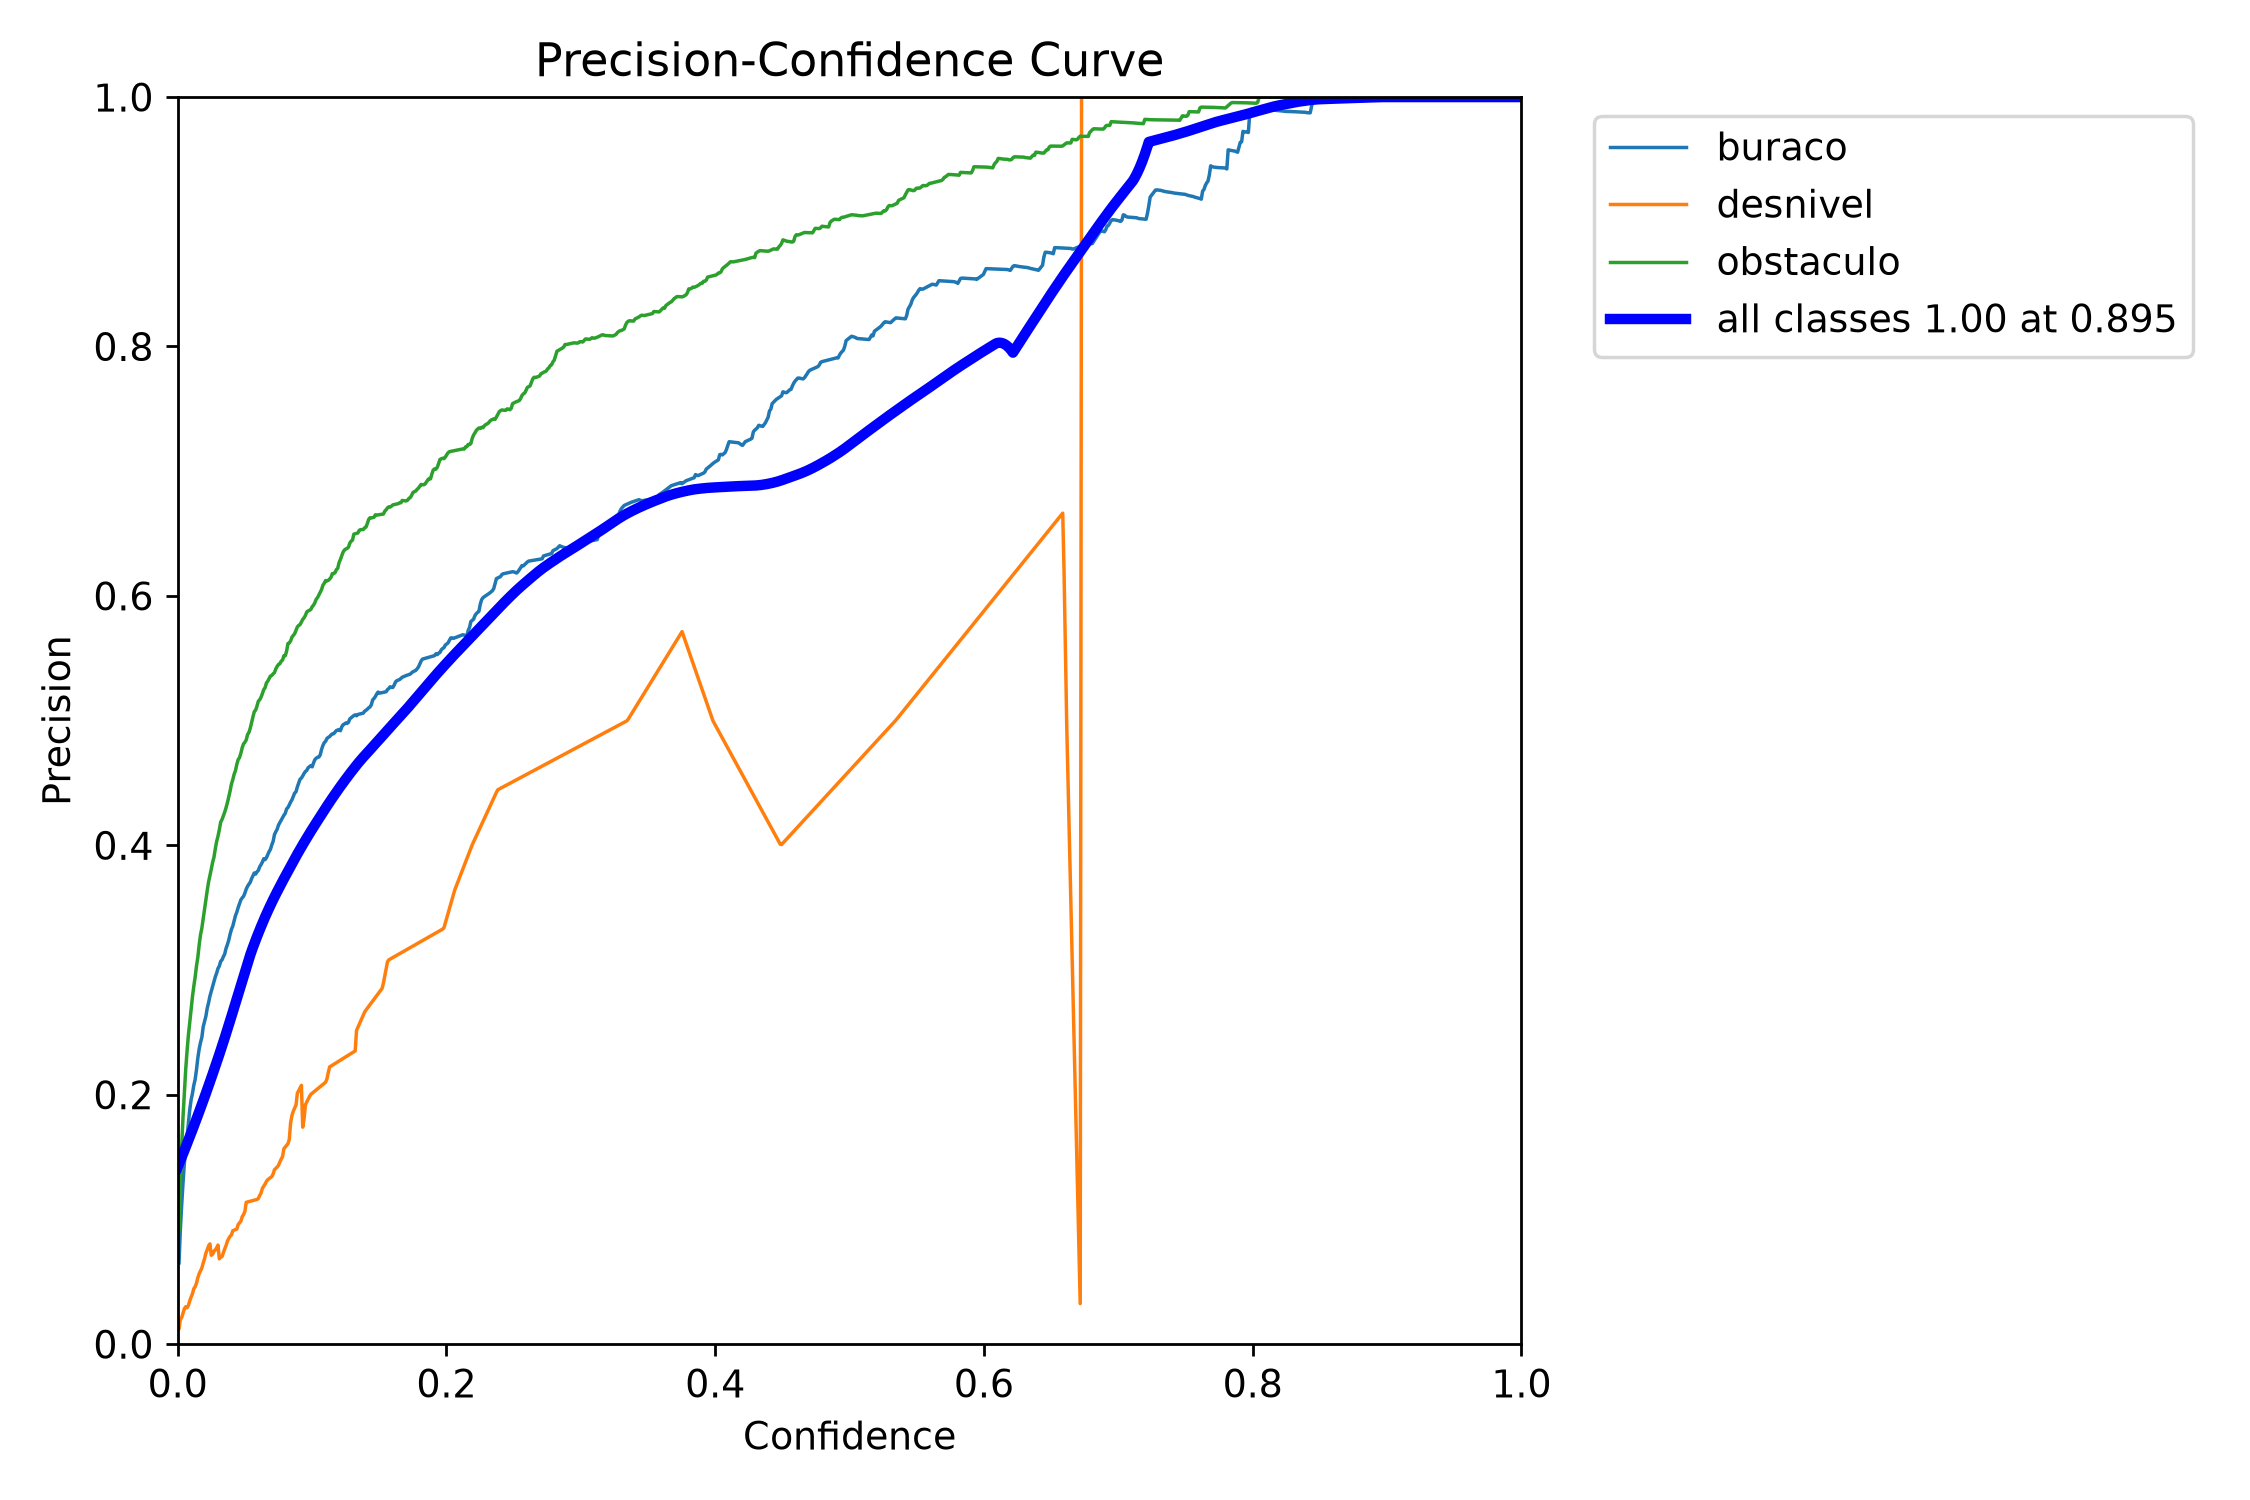 Precision-Confidence Curve
1.0
0.8
0.6
0.4
0.2
0.0
Precision
0.0 0.2 0.4 0.6 0.8 1.0
Confidence
buraco
desnivel
obstaculo
all classes 1.00 at 0.895